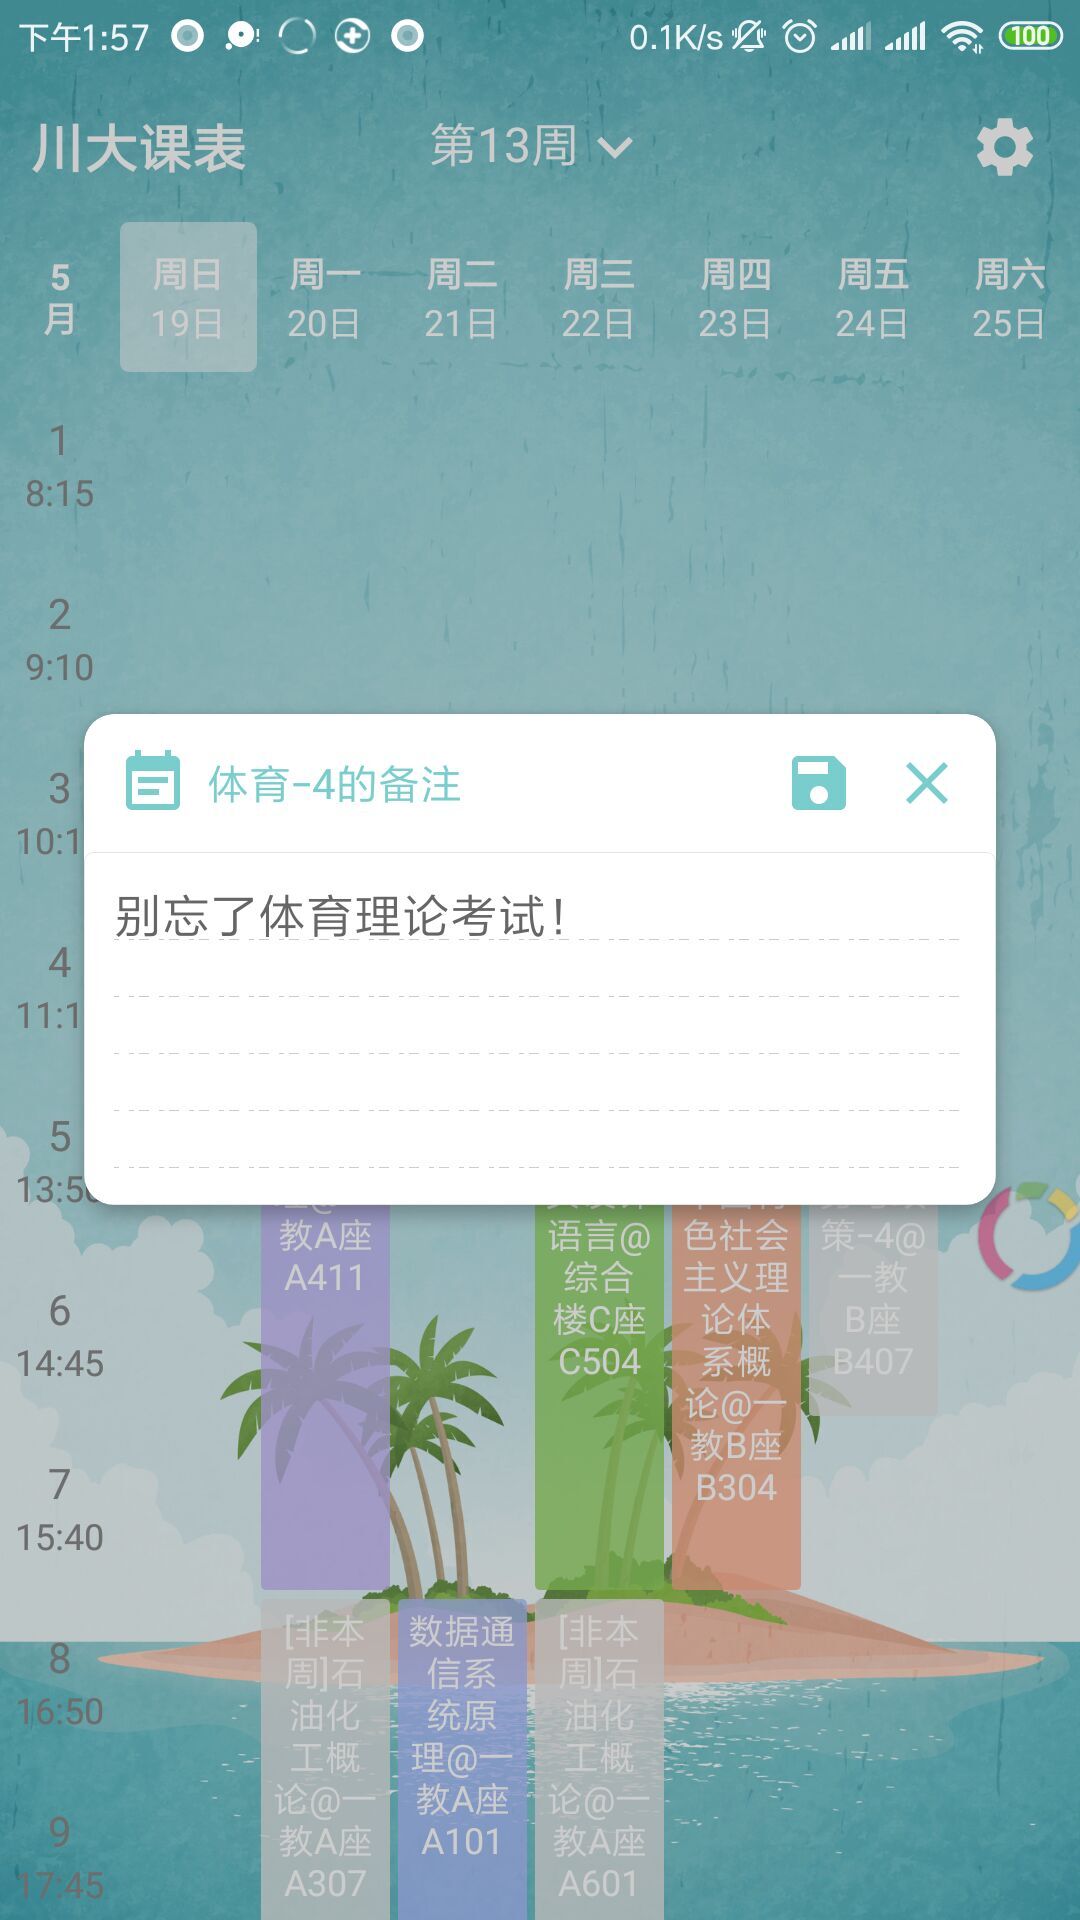 下午1:57
0.1K/s
100
川大课表
第13周
5
月
周日
19日
周一
20日
周二
21日
周三
22日
周四
23日
周五
24日
周六
25日
1
8:15
2
9:10
3
10:1
4
11:1
5
13:50
6
14:45
7
15:40
8
16:50
9
17:45
体育-4的备注
别忘了体育理论考试！
教A座
A411
语言@
综合
楼C座
C504
色社会
主义理
论体
系概
论@一
教B座
B304
策-4@
一教
B座
B407
[非本
周]石
油化
工概
论@一
教A座
A307
数据通
信系
统原
理@一
教A座
A101
[非本
周]石
油化
工概
论@一
教A座
A601